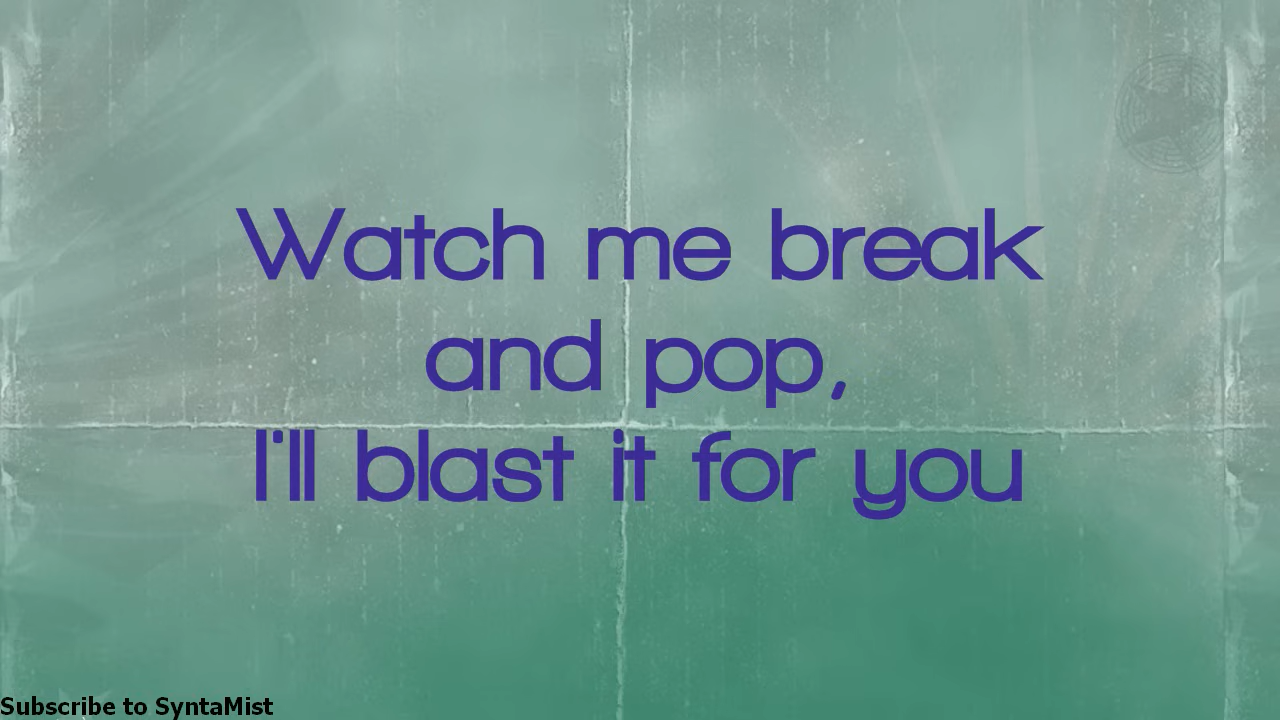 Watch me break
and pop,
I'll blast it for you
Subscribe to SyntaMist